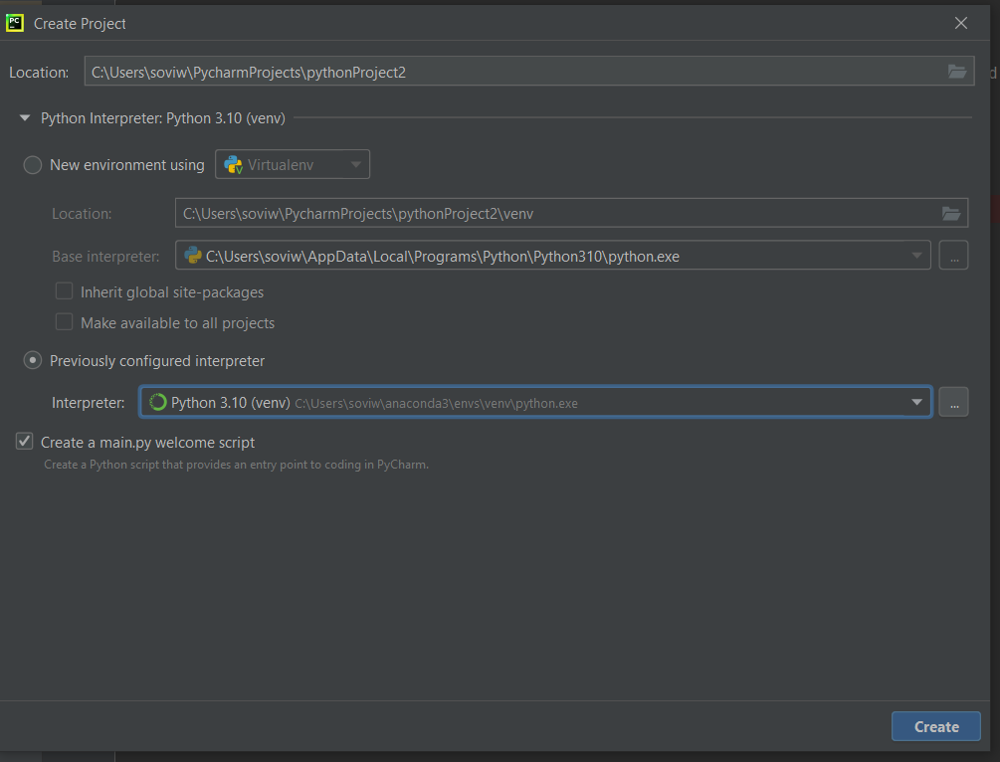 Create Project
Location: C:\Users\soviw\PycharmProjects\pythonProject2
Python Interpreter: Python 3.10 (venv)
New environment using Virtualenv
Location: C:\Users\soviw\PycharmProjects\pythonProject2\venv
Base interpreter: C:\Users\soviw\AppData\Local\Programs\Python\Python310\python.exe ...
Inherit global site-packages
Make available to all projects
Previously configured interpreter
Interpreter: Python 3.10 (venv) C:\Users\soviw\anaconda3\envs\venv\python.exe ...
Create a main.py welcome script
Create a Python script that provides an entry point to coding in PyCharm.
Create